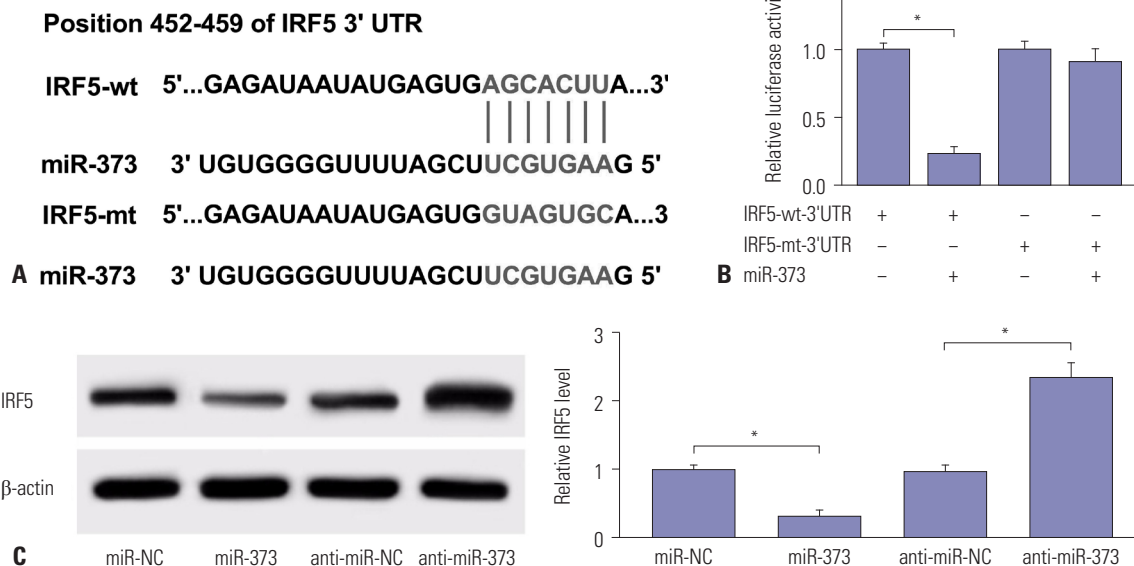 Position 452-459 of IRF5 3' UTR
IRF5-wt 5'...GAGAUAAUAUGAGUGAGCACUUA...3'
miR-373 3' UGUGGGGUUUUAGCUUCGUGAAG 5'
IRF5-mt 5'...GAGAUAAUAUGAGUGGUAGUGCA...3
A miR-373 3' UGUGGGGUUUUAGCUUCGUGAAG 5'
Relative luciferase
*
1.0
0.5
0.0
IRF5-wt-3'UTR + + – –
IRF5-mt-3'UTR – – + +
B miR-373 – + – +
IRF5
β-actin
C miR-NC miR-373 anti-miR-NC anti-miR-373
Relative IRF5 level
3
2
1
0
*
*
miR-NC miR-373 anti-miR-NC anti-miR-373